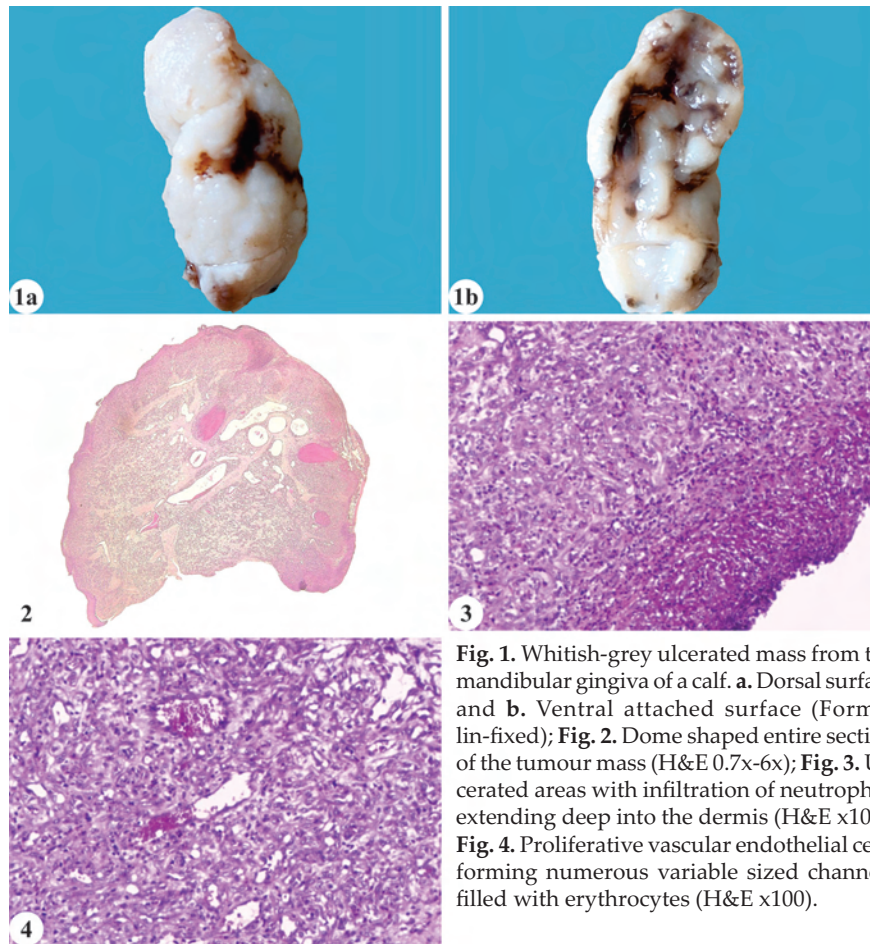 1a
1b
2
3
4
Fig. 1. Whitish-grey ulcerated mass from t
mandibular gingiva of a calf. a. Dorsal surfa
and b. Ventral attached surface (Form
lin-fixed); Fig. 2. Dome shaped entire secti
of the tumour mass (H&E 0.7x-6x); Fig. 3. U
cerated areas with infiltration of neutroph
extending deep into the dermis (H&E x10
Fig. 4. Proliferative vascular endothelial ce
forming numerous variable sized channe
filled with erythrocytes (H&E x100).